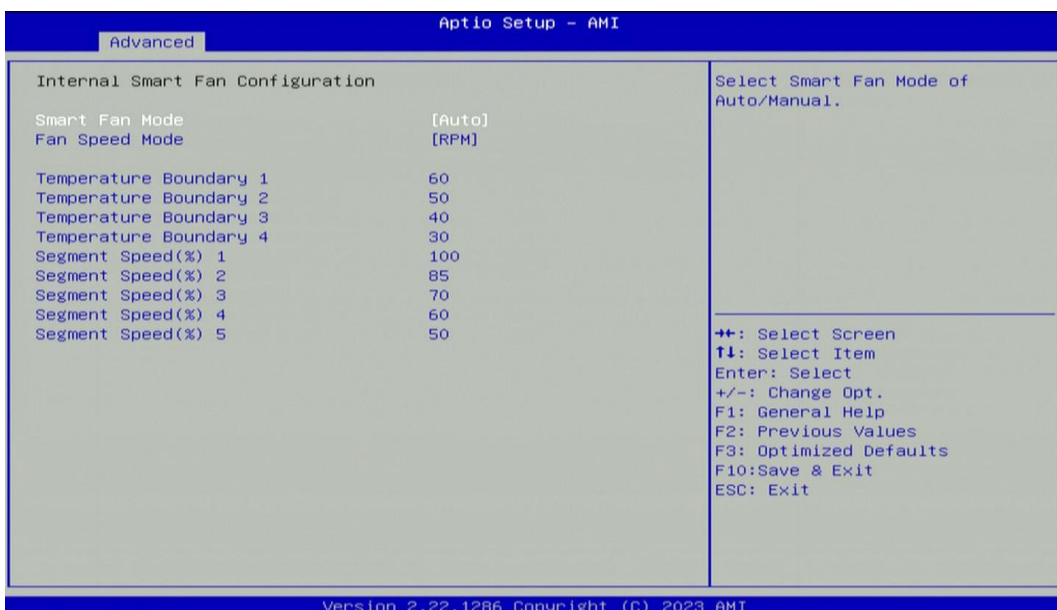 Aptio Setup – AMI
Advanced
Internal Smart Fan Configuration
Smart Fan Mode [Auto]
Fan Speed Mode [RPM]
Temperature Boundary 1 60
Temperature Boundary 2 50
Temperature Boundary 3 40
Temperature Boundary 4 30
Segment Speed(%) 1 100
Segment Speed(%) 2 85
Segment Speed(%) 3 70
Segment Speed(%) 4 60
Segment Speed(%) 5 50
Select Smart Fan Mode of
Auto/Manual.
→←: Select Screen
↑↓: Select Item
Enter: Select
+/-: Change Opt.
F1: General Help
F2: Previous Values
F3: Optimized Defaults
F10:Save & Exit
ESC: Exit
Version 2.22.1286 Copyright (C) 2023 AMI